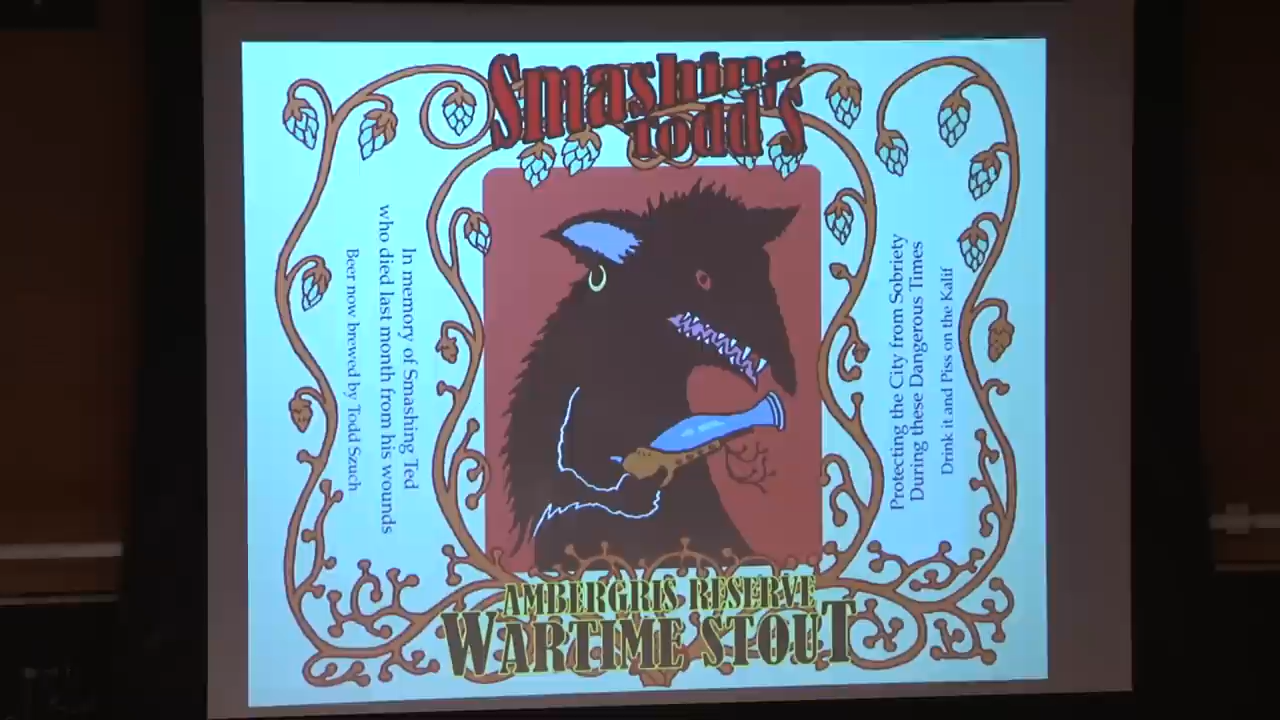 Smashing
Todd's
In memory of Smashing Ted
who died last month from his wounds
Beer now brewed by Todd Szuch
Protecting the City from Sobriety
During these Dangerous Times
Drink it and Piss on the Kalif
AMBERGRIS RESERVE
WARTIME STOUT